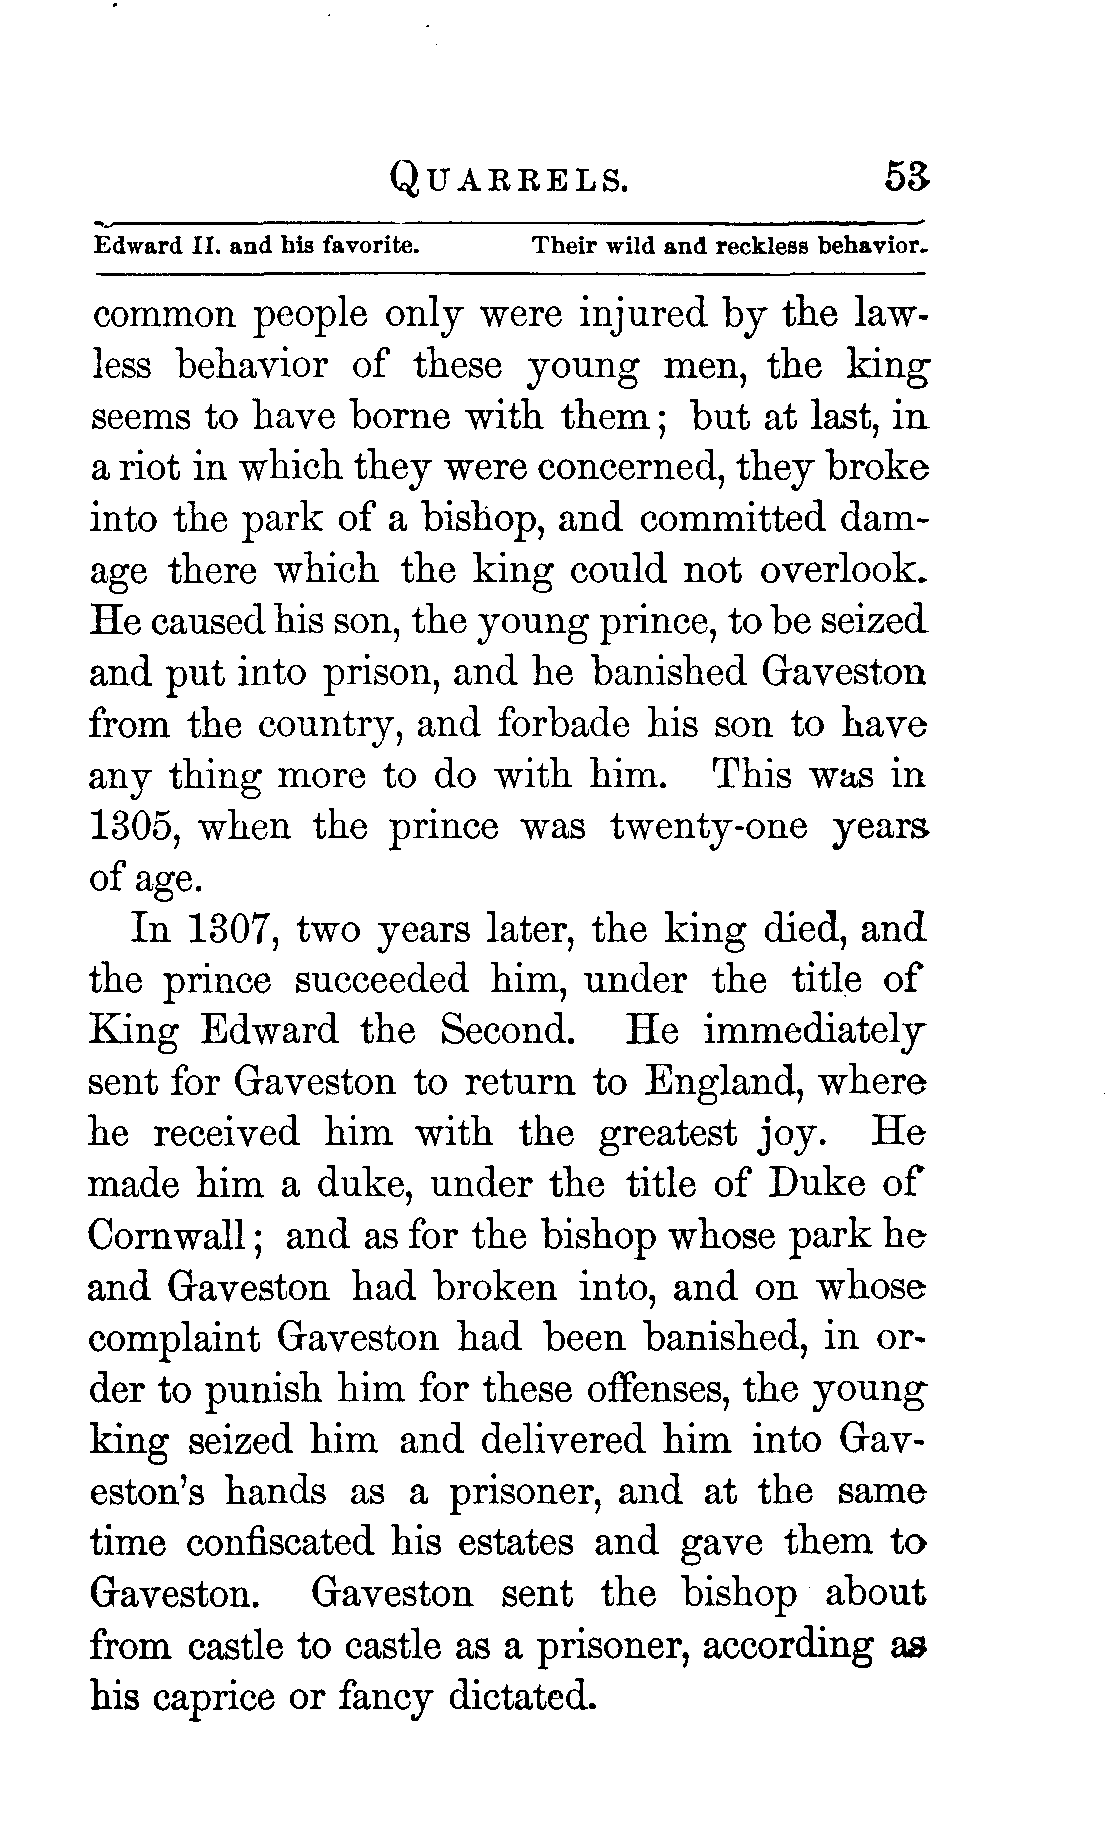 QUARRELS. 53
Edward II. and his favorite. Their wild and reckless behavior.
common people only were injured by the law-
less behavior of these young men, the king
seems to have borne with them; but at last, in
a riot in which they were concerned, they broke
into the park of a bishop, and committed dam-
age there which the king could not overlook.
He caused his son, the young prince, to be seized
and put into prison, and he banished Gaveston
from the country, and forbade his son to have
any thing more to do with him. This was in
1305, when the prince was twenty-one years
of age.
In 1307, two years later, the king died, and
the prince succeeded him, under the title of
King Edward the Second. He immediately
sent for Gaveston to return to England, where
he received him with the greatest joy. He
made him a duke, under the title of Duke of
Cornwall; and as for the bishop whose park he
and Gaveston had broken into, and on whose
complaint Gaveston had been banished, in or-
der to punish him for these offenses, the young
king seized him and delivered him into Gav-
eston's hands as a prisoner, and at the same
time confiscated his estates and gave them to
Gaveston. Gaveston sent the bishop about
from castle to castle as a prisoner, according as
his caprice or fancy dictated.